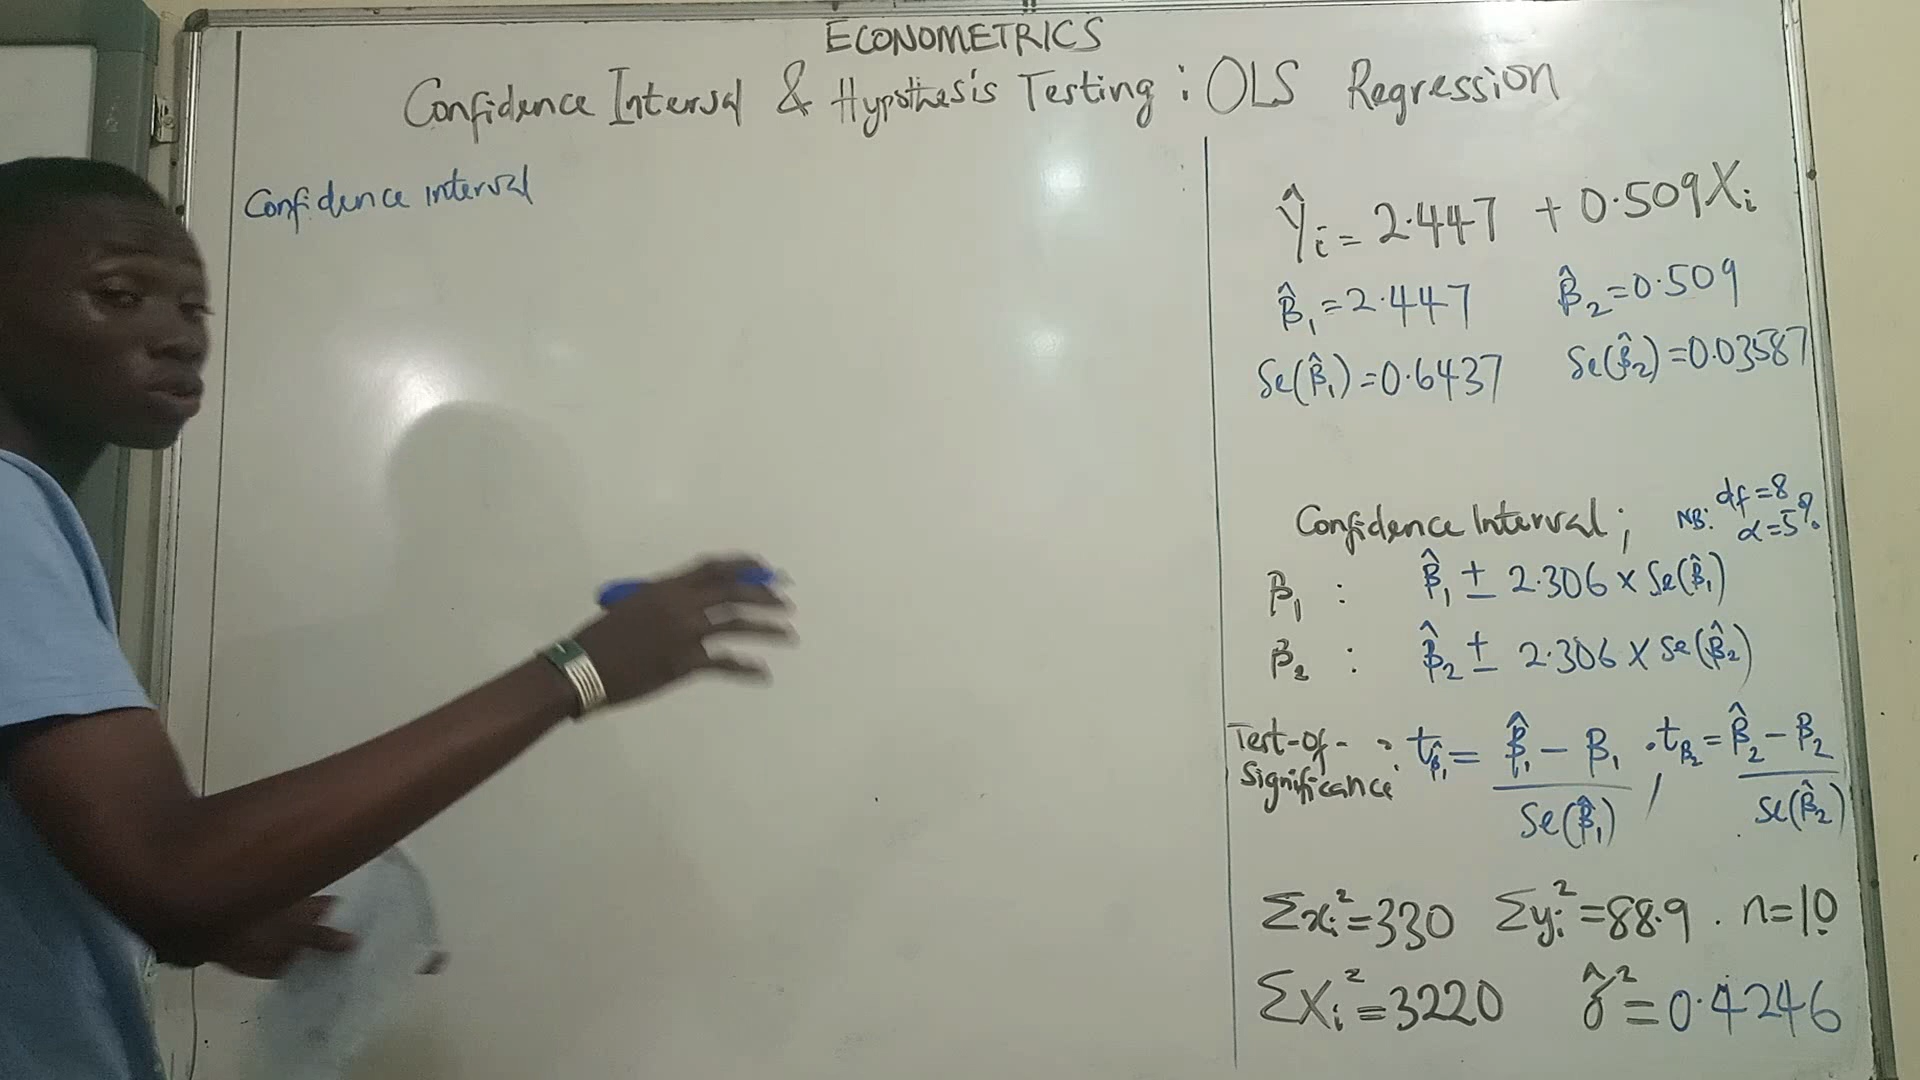 ECONOMETRICS
Confidence Interval & Hypothesis Testing : OLS Regression
Confidence interval
Ŷi = 2.447 + 0.509Xi
β̂1 = 2.447 β̂2 = 0.509
Se(β̂1) = 0.6437 Se(β̂2) = 0.03587
Confidence Interval ; NB: df = 8
α = 5%
β1 : β̂1 ± 2.306 × Se(β̂1)
β2 : β̂2 ± 2.306 × Se(β̂2)
Test-of-Significance: tβ̂1 = (β̂1 − β1) / Se(β̂1) , tβ2 = (β̂2 − β2) / Se(β̂2)
Σxi² = 330 Σyi² = 88.9 . n = 10
ΣXi² = 3220 σ̂² = 0.4246